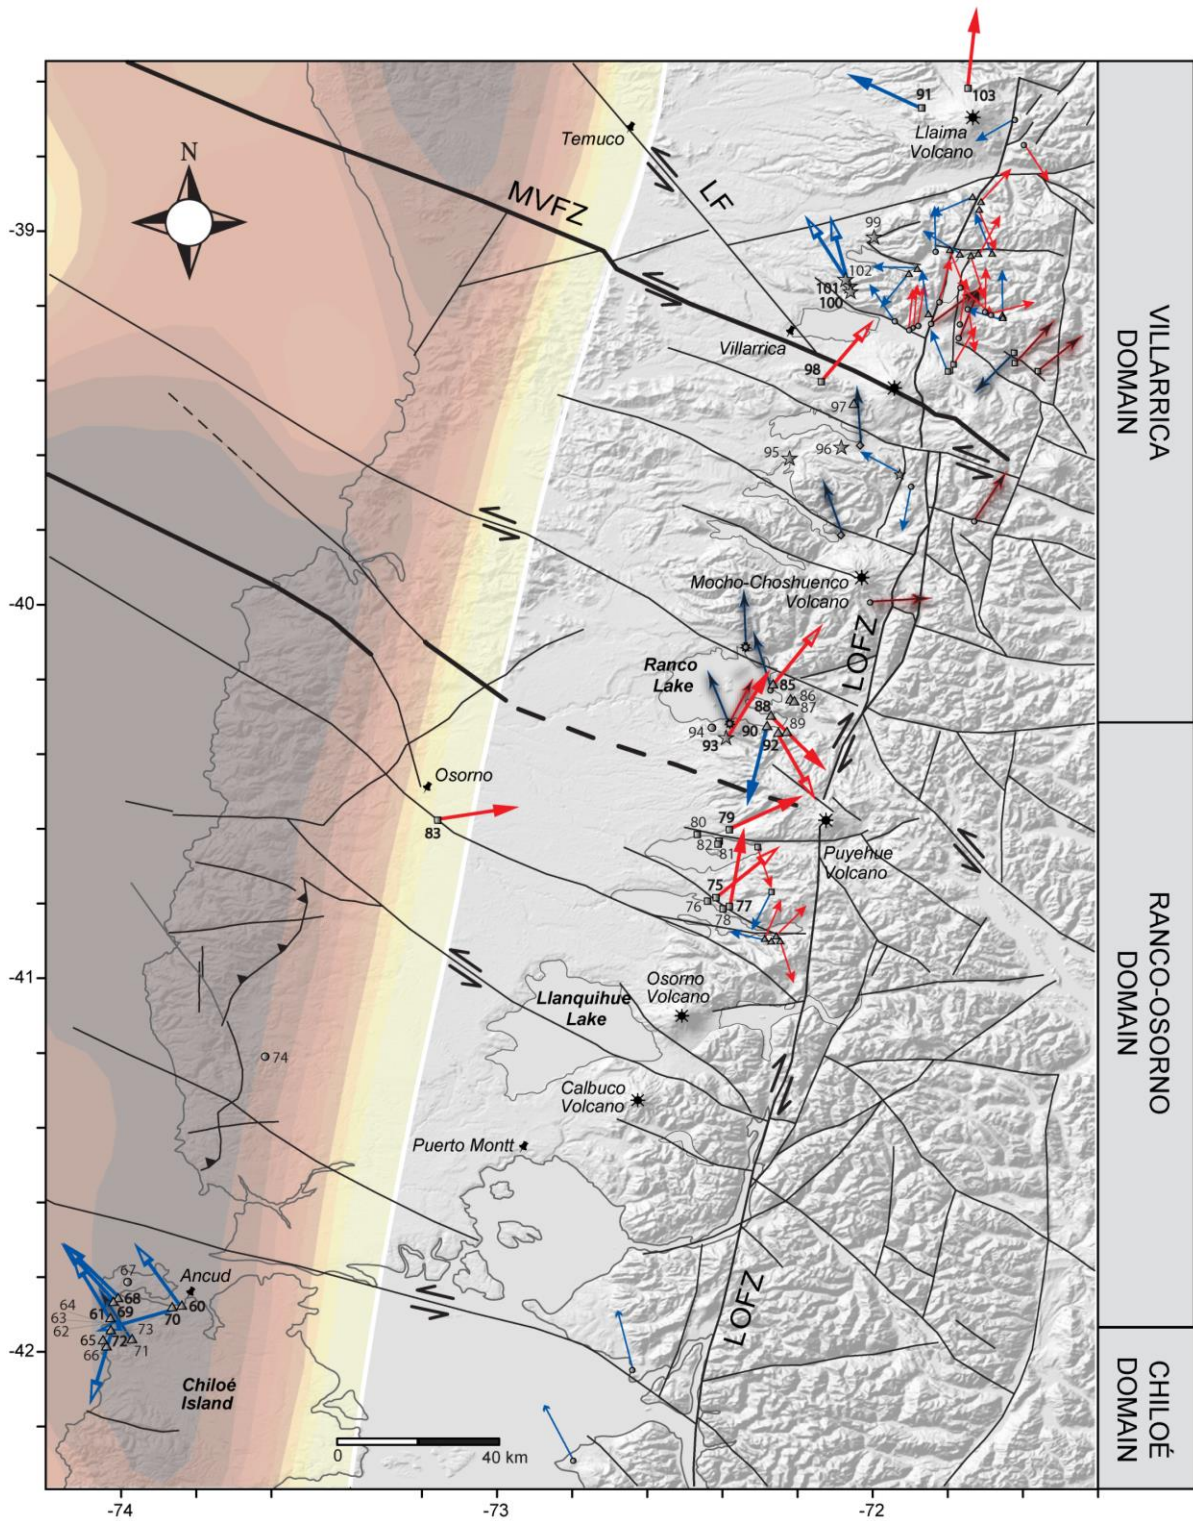 103
91
Llaima
Volcano
Temuco
N
LF
MVFZ
-39
99
102
101
100
Villarrica
98
97
96
95
VILLARRICA
DOMAIN
Mocho-Choshuenco
Volcano
-40
LOFZ
Ranco
Lake
85
86
87
88
89
90
94
93
92
Osorno
83
79
80
82
81
Puyehue
Volcano
75
76
77
78
-41
Osorno
Volcano
Llanquihue
Lake
74
Calbuco
Volcano
Puerto Montt
RANCO-OSORNO
DOMAIN
67
Ancud
68
64
61
69
60
63
70
62
73
65
72
71
66
LOFZ
-42
Chiloé
Island
CHILOÉ
DOMAIN
0
40 km
-74
-73
-72